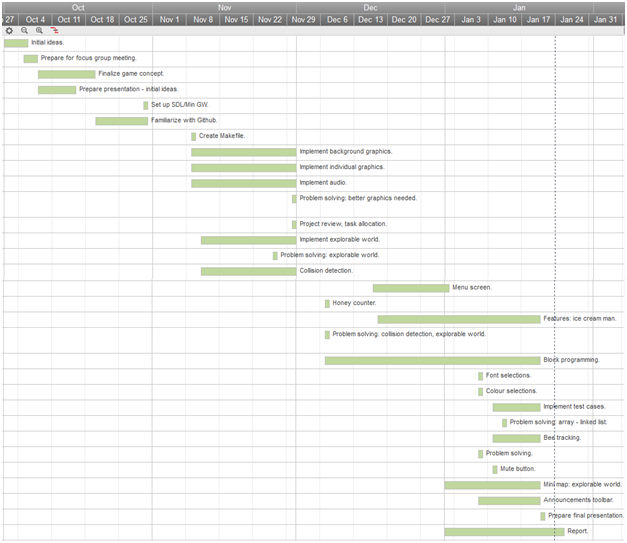 Oct Nov Dec Jan
27 Oct 4 Oct 11 Oct 18 Oct 25 Nov 1 Nov 8 Nov 15 Nov 22 Nov 29 Dec 6 Dec 13 Dec 20 Dec 27 Jan 3 Jan 10 Jan 17 Jan 24 Jan 31
Initial ideas.
Prepare for focus group meeting.
Finalize game concept.
Prepare presentation - initial ideas.
Set up SDL/Min GW.
Familiarize with Github.
Create Makefile.
Implement background graphics.
Implement individual graphics.
Implement audio.
Problem solving: better graphics needed.
Project review, task allocation.
Implement explorable world.
Problem solving: explorable world.
Collision detection.
Menu screen.
Honey counter.
Features: ice cream man.
Problem solving: collision detection, explorable world.
Block programming.
Font selections.
Colour selections.
Implement test cases.
Problem solving: array - linked list.
Bee tracking.
Problem solving.
Mute button.
Mini map: explorable world.
Announcements toolbar.
Prepare final presentation.
Report.